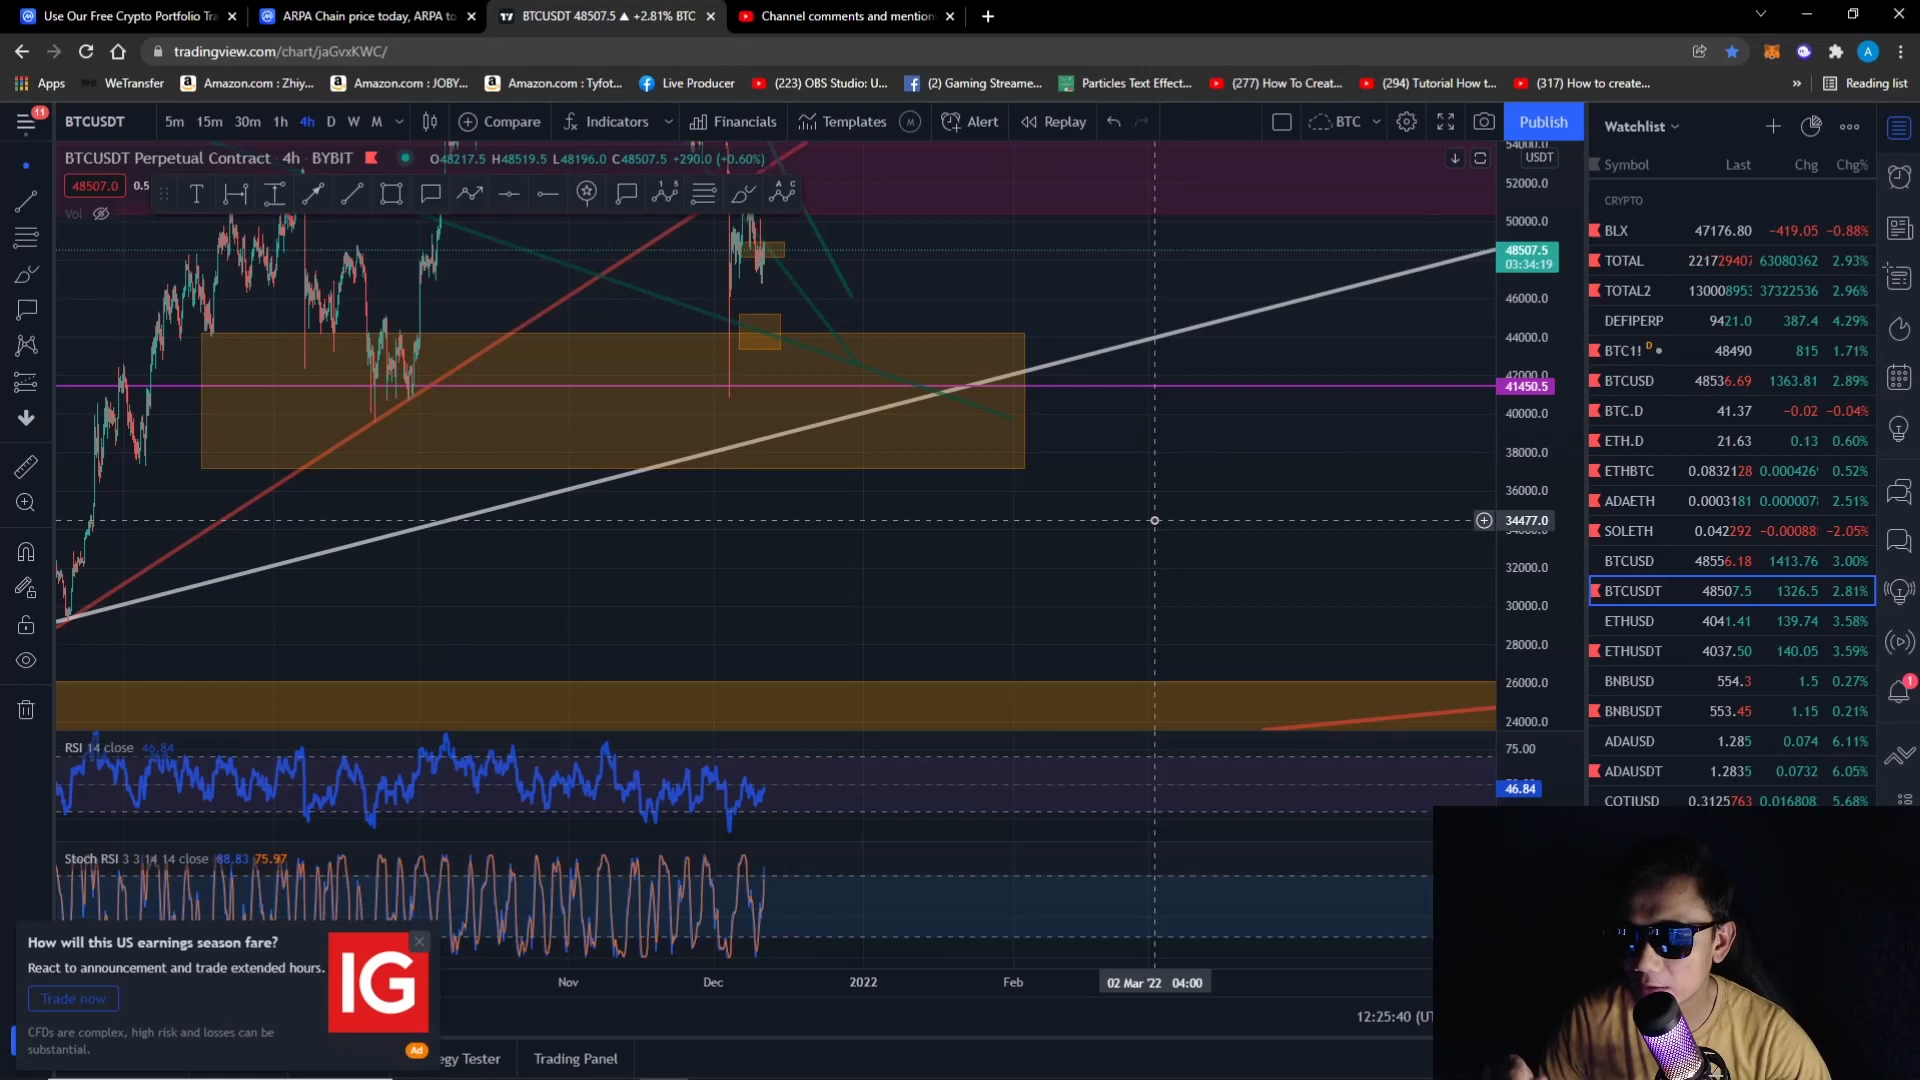 Use Our Free Crypto Portfolio Tra
ARPA Chain price today, ARPA to
BTCUSDT 48507.5 ▲ +2.81% BTC
Channel comments and mention
tradingview.com/chart/jaGvxKWC/
Apps
WeTransfer
Amazon.com : Zhiy...
Amazon.com : JOBY...
Amazon.com : Tyfot...
Live Producer
(223) OBS Studio: U...
(2) Gaming Streame...
Particles Text Effect...
(277) How To Creat...
(294) Tutorial How t...
(317) How to create...
»
Reading list
11
BTCUSDT
5m 15m 30m 1h 4h D W M
Compare
Indicators
Financials
Templates
M
Alert
Replay
BTC
Publish
BTCUSDT Perpetual Contract · 4h · BYBIT
O48217.5 H48519.5 L48196.0 C48507.5 +290.0 (+0.60%)
48507.0
0.5
Vol
USDT
54000.0
52000.0
50000.0
48507.5
03:34:19
46000.0
44000.0
42000.0
41450.5
40000.0
38000.0
36000.0
34477.0
32000.0
30000.0
28000.0
26000.0
24000.0
RSI 14 close 46.84
75.00
46.84
Stoch RSI 3 3 14 14 close 88.83 75.97
Nov
Dec
2022
Feb
02 Mar '22 04:00
12:25:40 (UT
egy Tester
Trading Panel
How will this US earnings season fare?
React to announcement and trade extended hours.
Trade now
CFDs are complex, high risk and losses can be
substantial.
IG
Ad
Watchlist
Symbol Last Chg Chg%
CRYPTO
BLX 47176.80 −419.05 −0.88%
TOTAL 221729407 63080362 2.93%
TOTAL2 130008953 37322536 2.96%
DEFIPERP 9421.0 387.4 4.29%
BTC1! D 48490 815 1.71%
BTCUSD 48536.69 1363.81 2.89%
BTC.D 41.37 −0.02 −0.04%
ETH.D 21.63 0.13 0.60%
ETHBTC 0.0832128 0.000426 0.52%
ADAETH 0.0003181 0.000007 2.51%
SOLETH 0.042292 −0.00088 −2.05%
BTCUSD 48556.18 1413.76 3.00%
BTCUSDT 48507.5 1326.5 2.81%
ETHUSD 4041.41 139.74 3.58%
ETHUSDT 4037.50 140.05 3.59%
BNBUSD 554.3 1.5 0.27%
BNBUSDT 553.45 1.15 0.21%
ADAUSD 1.285 0.074 6.11%
ADAUSDT 1.2835 0.0732 6.05%
COTIUSD 0.3125763 0.016808 5.68%
1